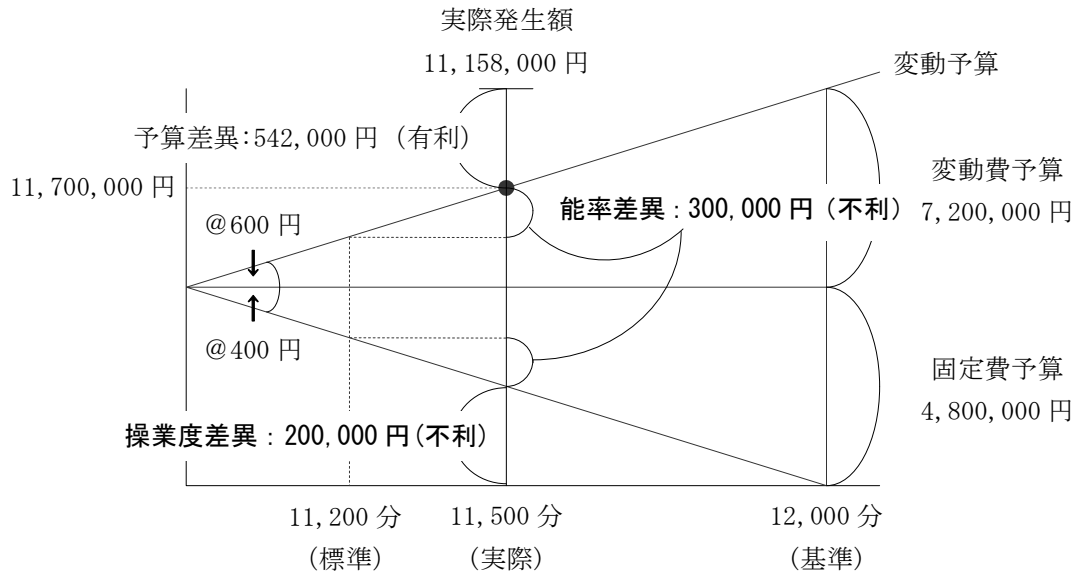 実際発生額
11,158,000 円
変動予算
予算差異:542,000 円 (有利)
11,700,000 円
変動費予算
7,200,000 円
能率差異：300,000 円（不利）
@600 円
@400 円
固定費予算
4,800,000 円
操業度差異：200,000 円(不利)
11,200 分
(標準)
11,500 分
(実際)
12,000 分
(基準)